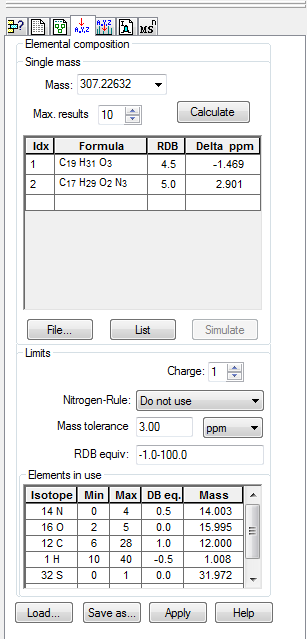 Elemental composition
Single mass
Mass: 307.22632
Max. results 10 Calculate
Idx Formula RDB Delta ppm
1 C19 H31 O3 4.5 -1.469
2 C17 H29 O2 N3 5.0 2.901
File... List Simulate
Limits
Charge: 1
Nitrogen-Rule: Do not use
Mass tolerance 3.00 ppm
RDB equiv: -1.0-100.0
Elements in use
Isotope Min Max DB eq. Mass
14 N 0 4 0.5 14.003
16 O 2 5 0.0 15.995
12 C 6 28 1.0 12.000
1 H 10 40 -0.5 1.008
32 S 0 1 0.0 31.972
Load... Save as... Apply Help